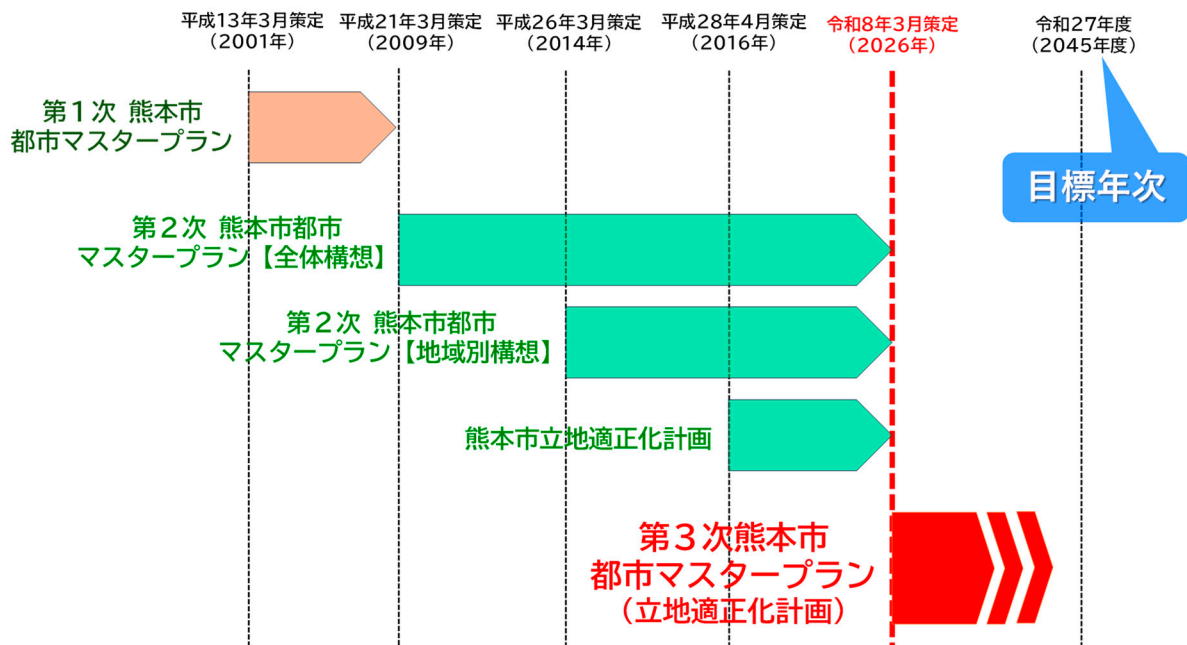 平成13年3月策定
（2001年）
平成21年3月策定
（2009年）
平成26年3月策定
（2014年）
平成28年4月策定
（2016年）
令和8年3月策定
（2026年）
令和27年度
（2045年度）
目標年次
第１次 熊本市
都市マスタープラン
第２次 熊本市都市
マスタープラン【全体構想】
第２次 熊本市都市
マスタープラン【地域別構想】
熊本市立地適正化計画
第３次熊本市
都市マスタープラン
（立地適正化計画）